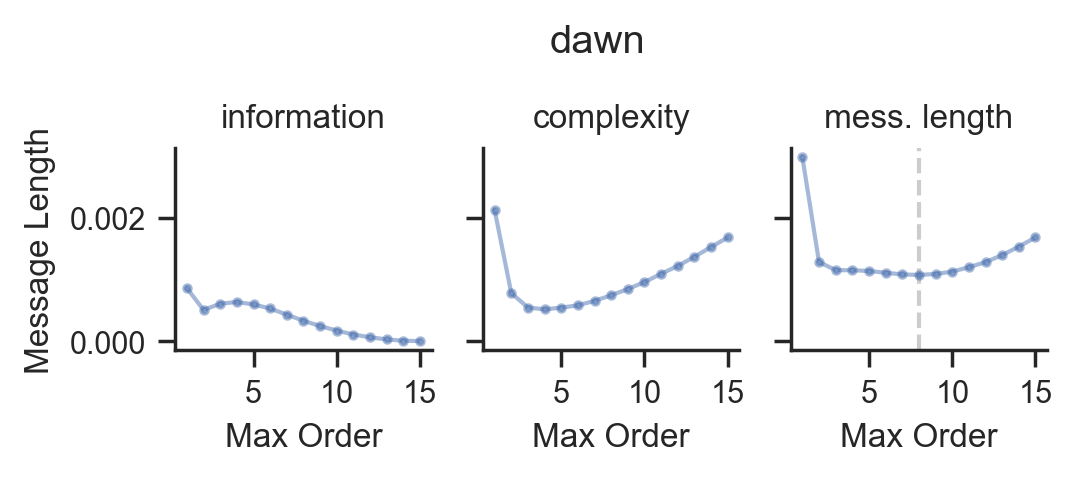 dawn
information
complexity
mess. length
Message Length
0.002
0.000
5 10 15
5 10 15
5 10 15
Max Order
Max Order
Max Order